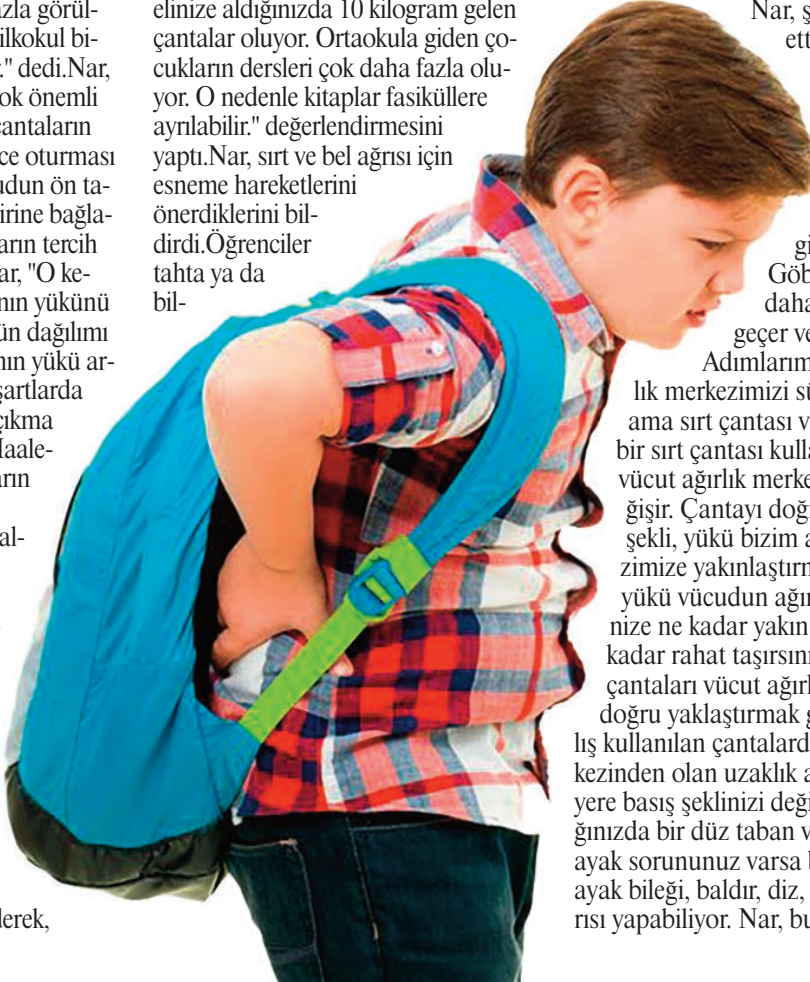 azla görül-
ilkokul bi-
." dedi.Nar,
ok önemli
çantaların
ce oturması
udun ön ta-
irine bağla-
arın tercih
ar, "O ke-
nın yükünü
ün dağılımı
nın yükü ar-
şartlarda
çıkma
Maale-
arın
al-
lerek,
elinize aldığınızda 10 kilogram gelen
çantalar oluyor. Ortaokula giden ço-
cukların dersleri çok daha fazla olu-
yor. O nedenle kitaplar fasiküllere
ayrılabilir." değerlendirmesini
yaptı.Nar, sırt ve bel ağrısı için
esneme hareketlerini
önerdiklerini bil-
dirdi.Öğrenciler
tahta ya da
bil-
Nar, ş
ett
gi
Göb
daha
geçer ve
Adımlarım
lık merkezimizi sü
ama sırt çantası v
bir sırt çantası kulla
vücut ağırlık merke
ğişir. Çantayı doğ
şekli, yükü bizim a
zimize yakınlaştırm
yükü vücudun ağır
nize ne kadar yakın
kadar rahat taşırsını
çantaları vücut ağırl
doğru yaklaştırmak g
lış kullanılan çantalard
kezinden olan uzaklık a
yere basış şeklinizi deği
ğınızda bir düz taban v
ayak sorununuz varsa b
ayak bileği, baldır, diz,
rısı yapabiliyor. Nar, bu